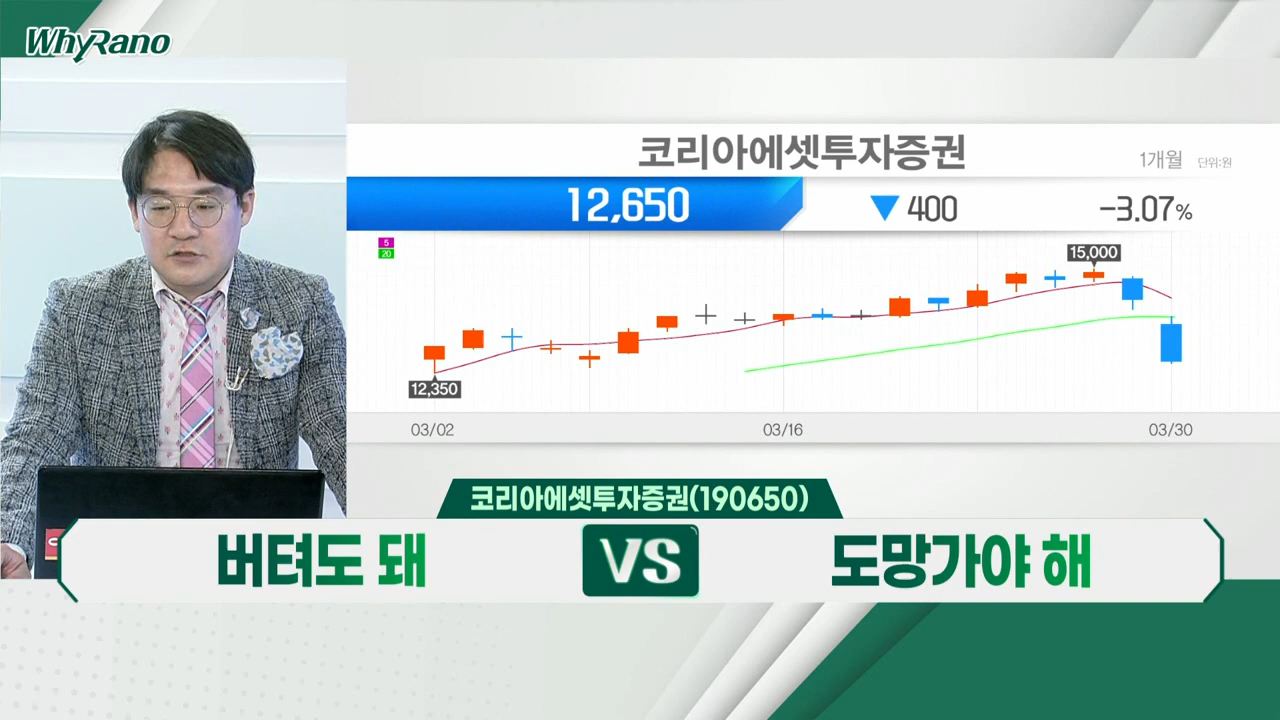 WhyRano
코리아에셋투자증권
1개월 단위:원
12,650 ▼ 400 -3.07%
5
20
15,000
12,350
03/02 03/16 03/30
코리아에셋투자증권(190650)
버텨도 돼 VS 도망가야 해